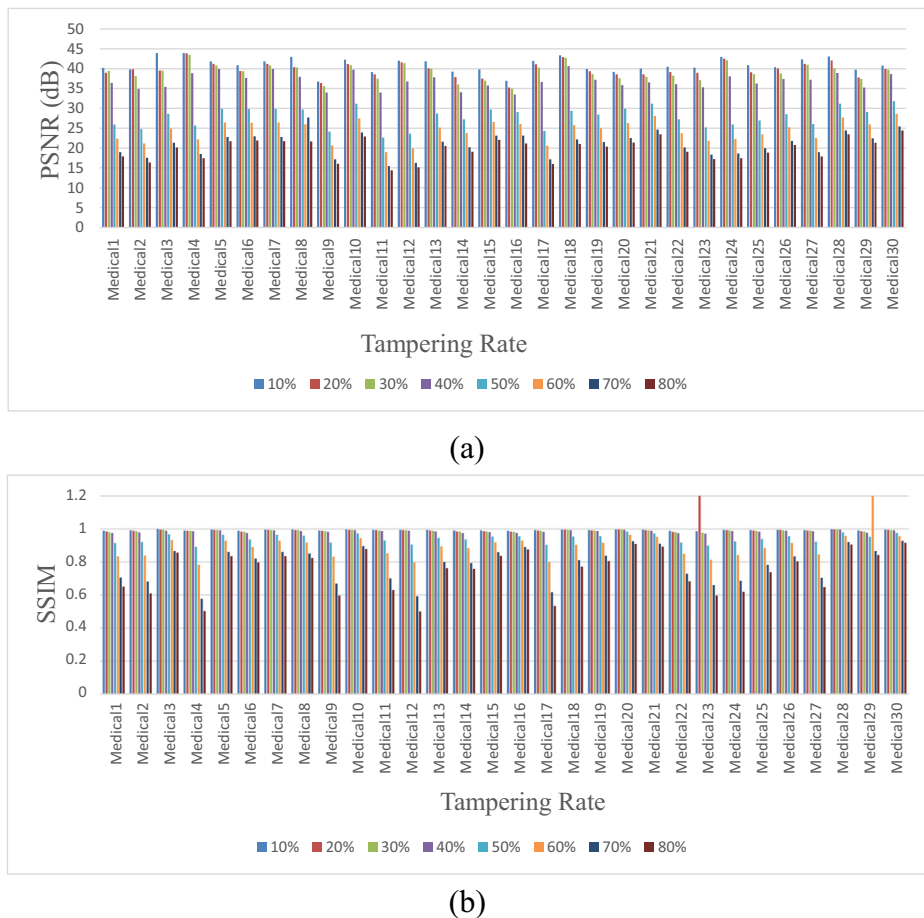 50
45
40
35
30
25
20
15
10
5
0
PSNR (dB)
Medical1
Medical2
Medical3
Medical4
Medical5
Medical6
Medical7
Medical8
Medical9
Medical10
Medical11
Medical12
Medical13
Medical14
Medical15
Medical16
Medical17
Medical18
Medical19
Medical20
Medical21
Medical22
Medical23
Medical24
Medical25
Medical26
Medical27
Medical28
Medical29
Medical30
Tampering Rate
10% 20% 30% 40% 50% 60% 70% 80%
(a)
1.2
1
0.8
0.6
0.4
0.2
0
SSIM
Medical1
Medical2
Medical3
Medical4
Medical5
Medical6
Medical7
Medical8
Medical9
Medical10
Medical11
Medical12
Medical13
Medical14
Medical15
Medical16
Medical17
Medical18
Medical19
Medical20
Medical21
Medical22
Medical23
Medical24
Medical25
Medical26
Medical27
Medical28
Medical29
Medical30
Tampering Rate
10% 20% 30% 40% 50% 60% 70% 80%
(b)